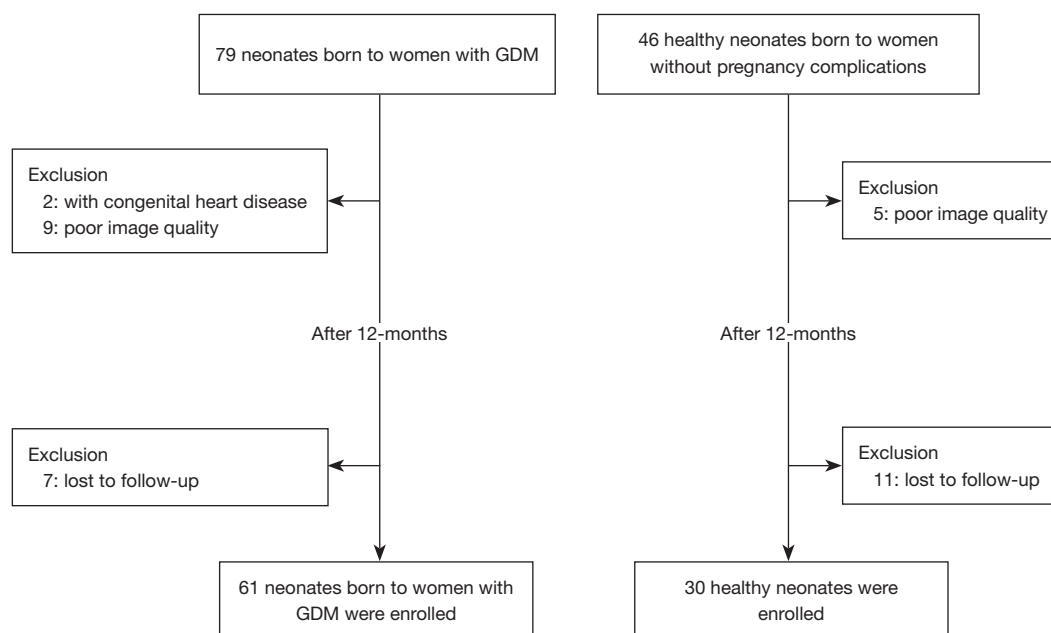 79 neonates born to women with GDM
46 healthy neonates born to women
without pregnancy complications
Exclusion
2: with congenital heart disease
9: poor image quality
Exclusion
5: poor image quality
After 12-months
After 12-months
Exclusion
7: lost to follow-up
Exclusion
11: lost to follow-up
61 neonates born to women with
GDM were enrolled
30 healthy neonates were
enrolled